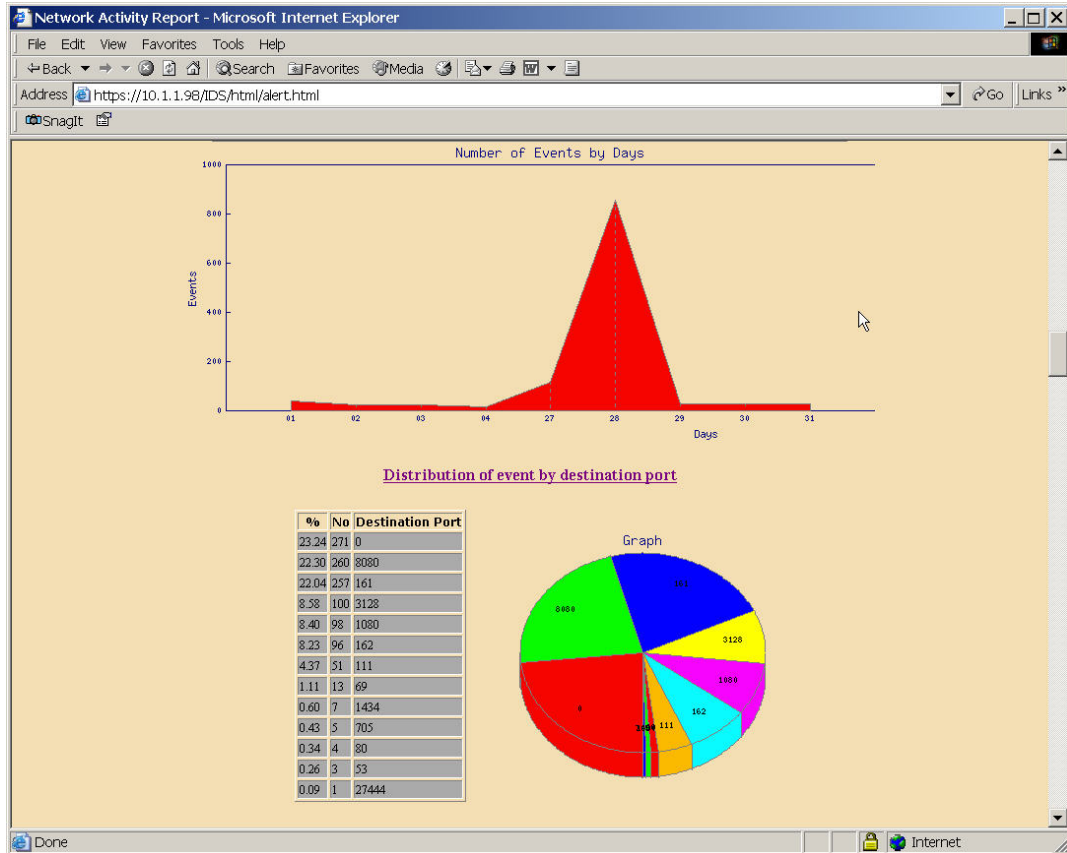 Network Activity Report - Microsoft Internet Explorer
File Edit View Favorites Tools Help
Back Search Favorites Media
Address https://10.1.1.98/IDS/html/alert.html Go Links »
SnagIt
Number of Events by Days
1000
800
600
400
200
0
Events
01 02 03 04 27 28 29 30 31
Days
Distribution of event by destination port
% No Destination Port
23.24 271 0
22.30 260 8080
22.04 257 161
8.58 100 3128
8.40 98 1080
8.23 96 162
4.37 51 111
1.11 13 69
0.60 7 1434
0.43 5 705
0.34 4 80
0.26 3 53
0.09 1 27444
Graph
161
8080
3128
1080
162
0
111
Done Internet